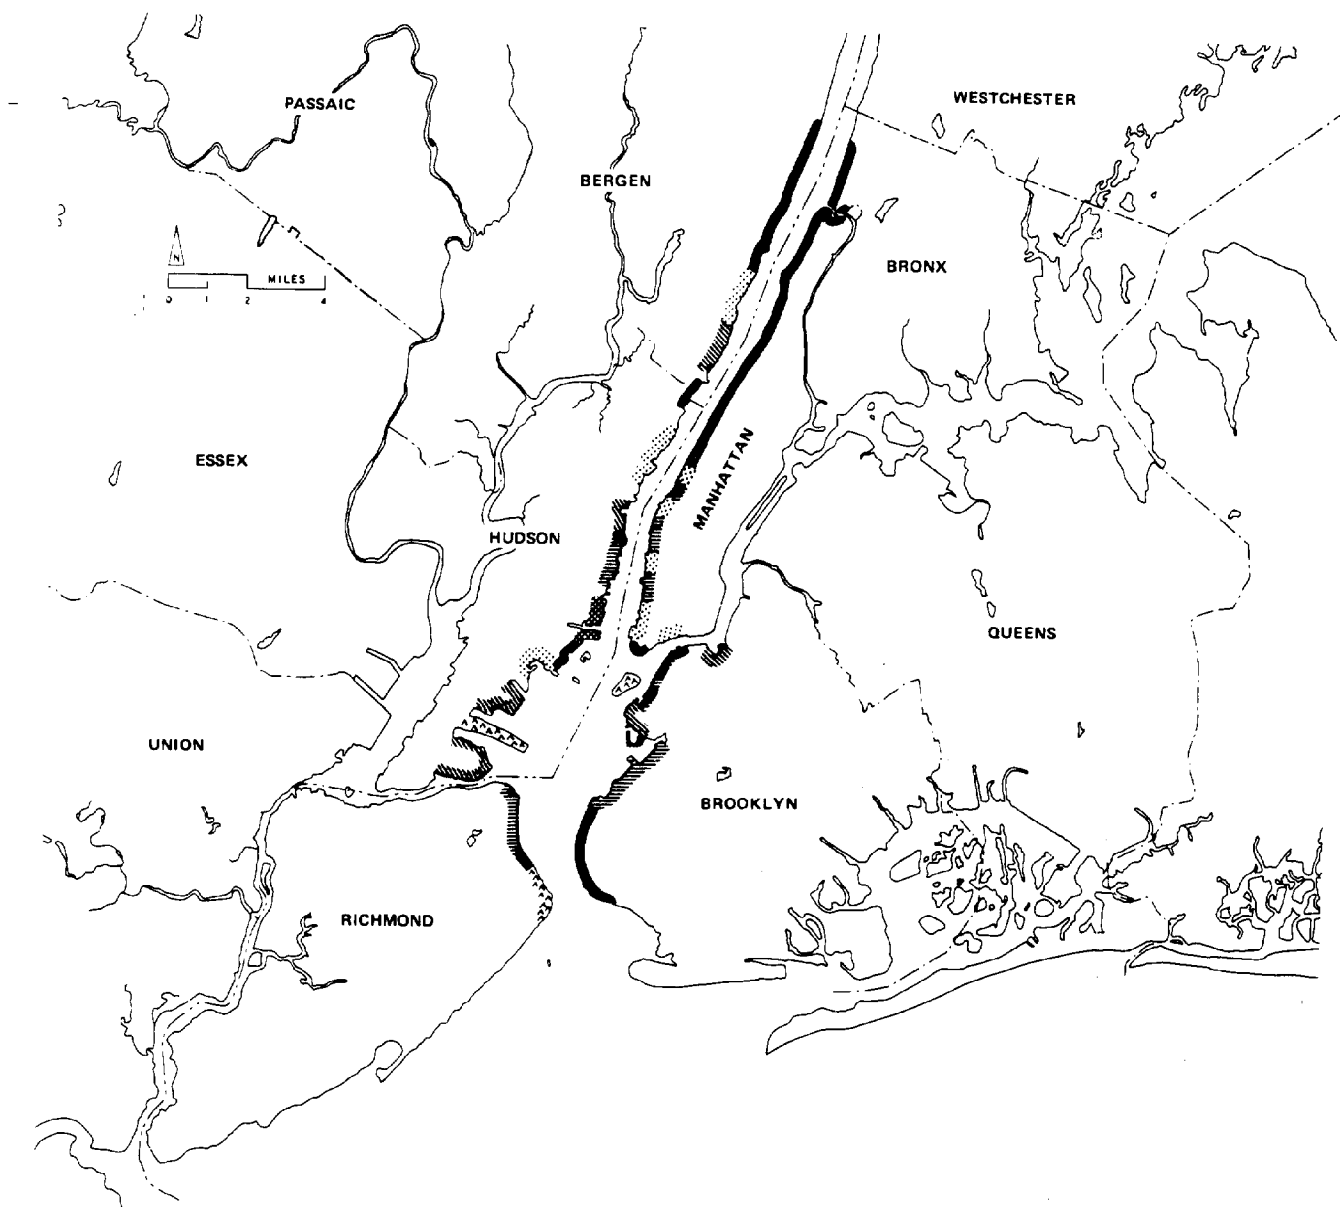 PASSAIC
WESTCHESTER
BERGEN
BRONX
N
MILES
0 1 2 4
MANHATTAN
ESSEX
HUDSON
QUEENS
UNION
BROOKLYN
RICHMOND